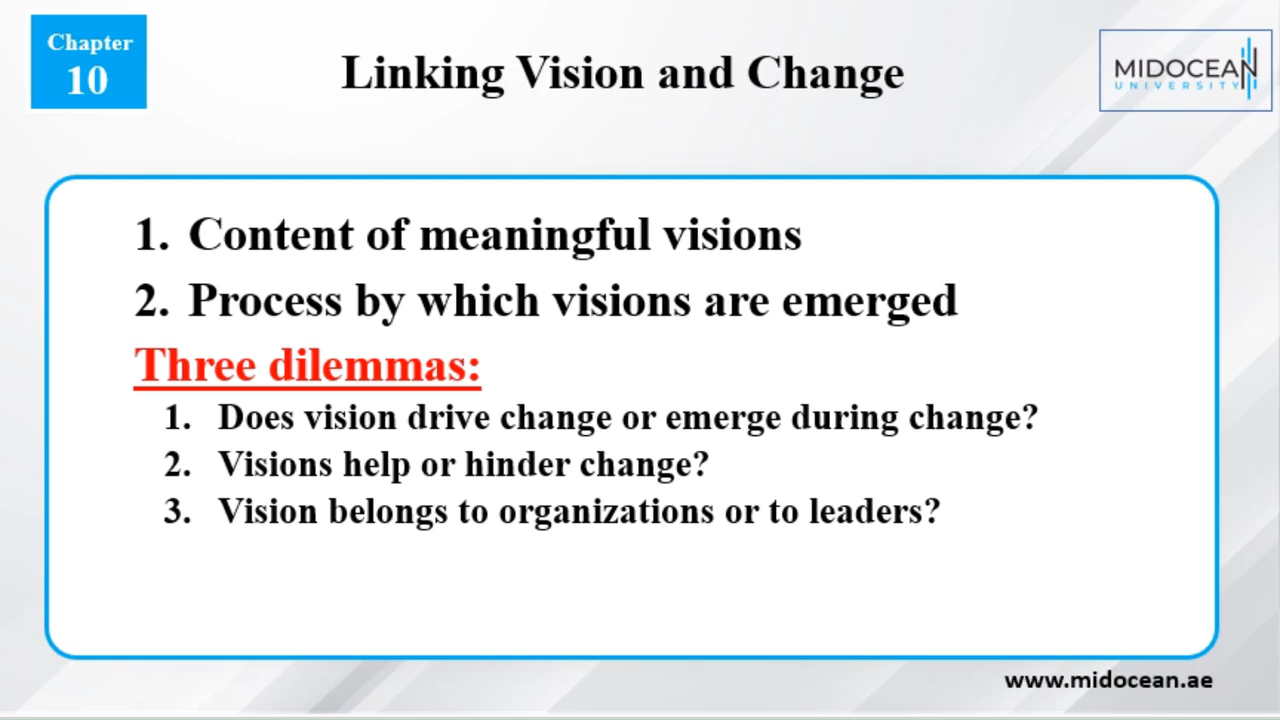 Chapter
10
Linking Vision and Change
MIDOCEAN
UNIVERSITY
1. Content of meaningful visions
2. Process by which visions are emerged
Three dilemmas:
1. Does vision drive change or emerge during change?
2. Visions help or hinder change?
3. Vision belongs to organizations or to leaders?
www.midocean.ae